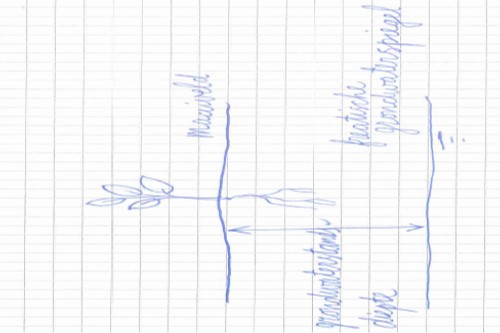 maaiveld
freatische
grondwaterspiegel
grondwaterstands
diepte